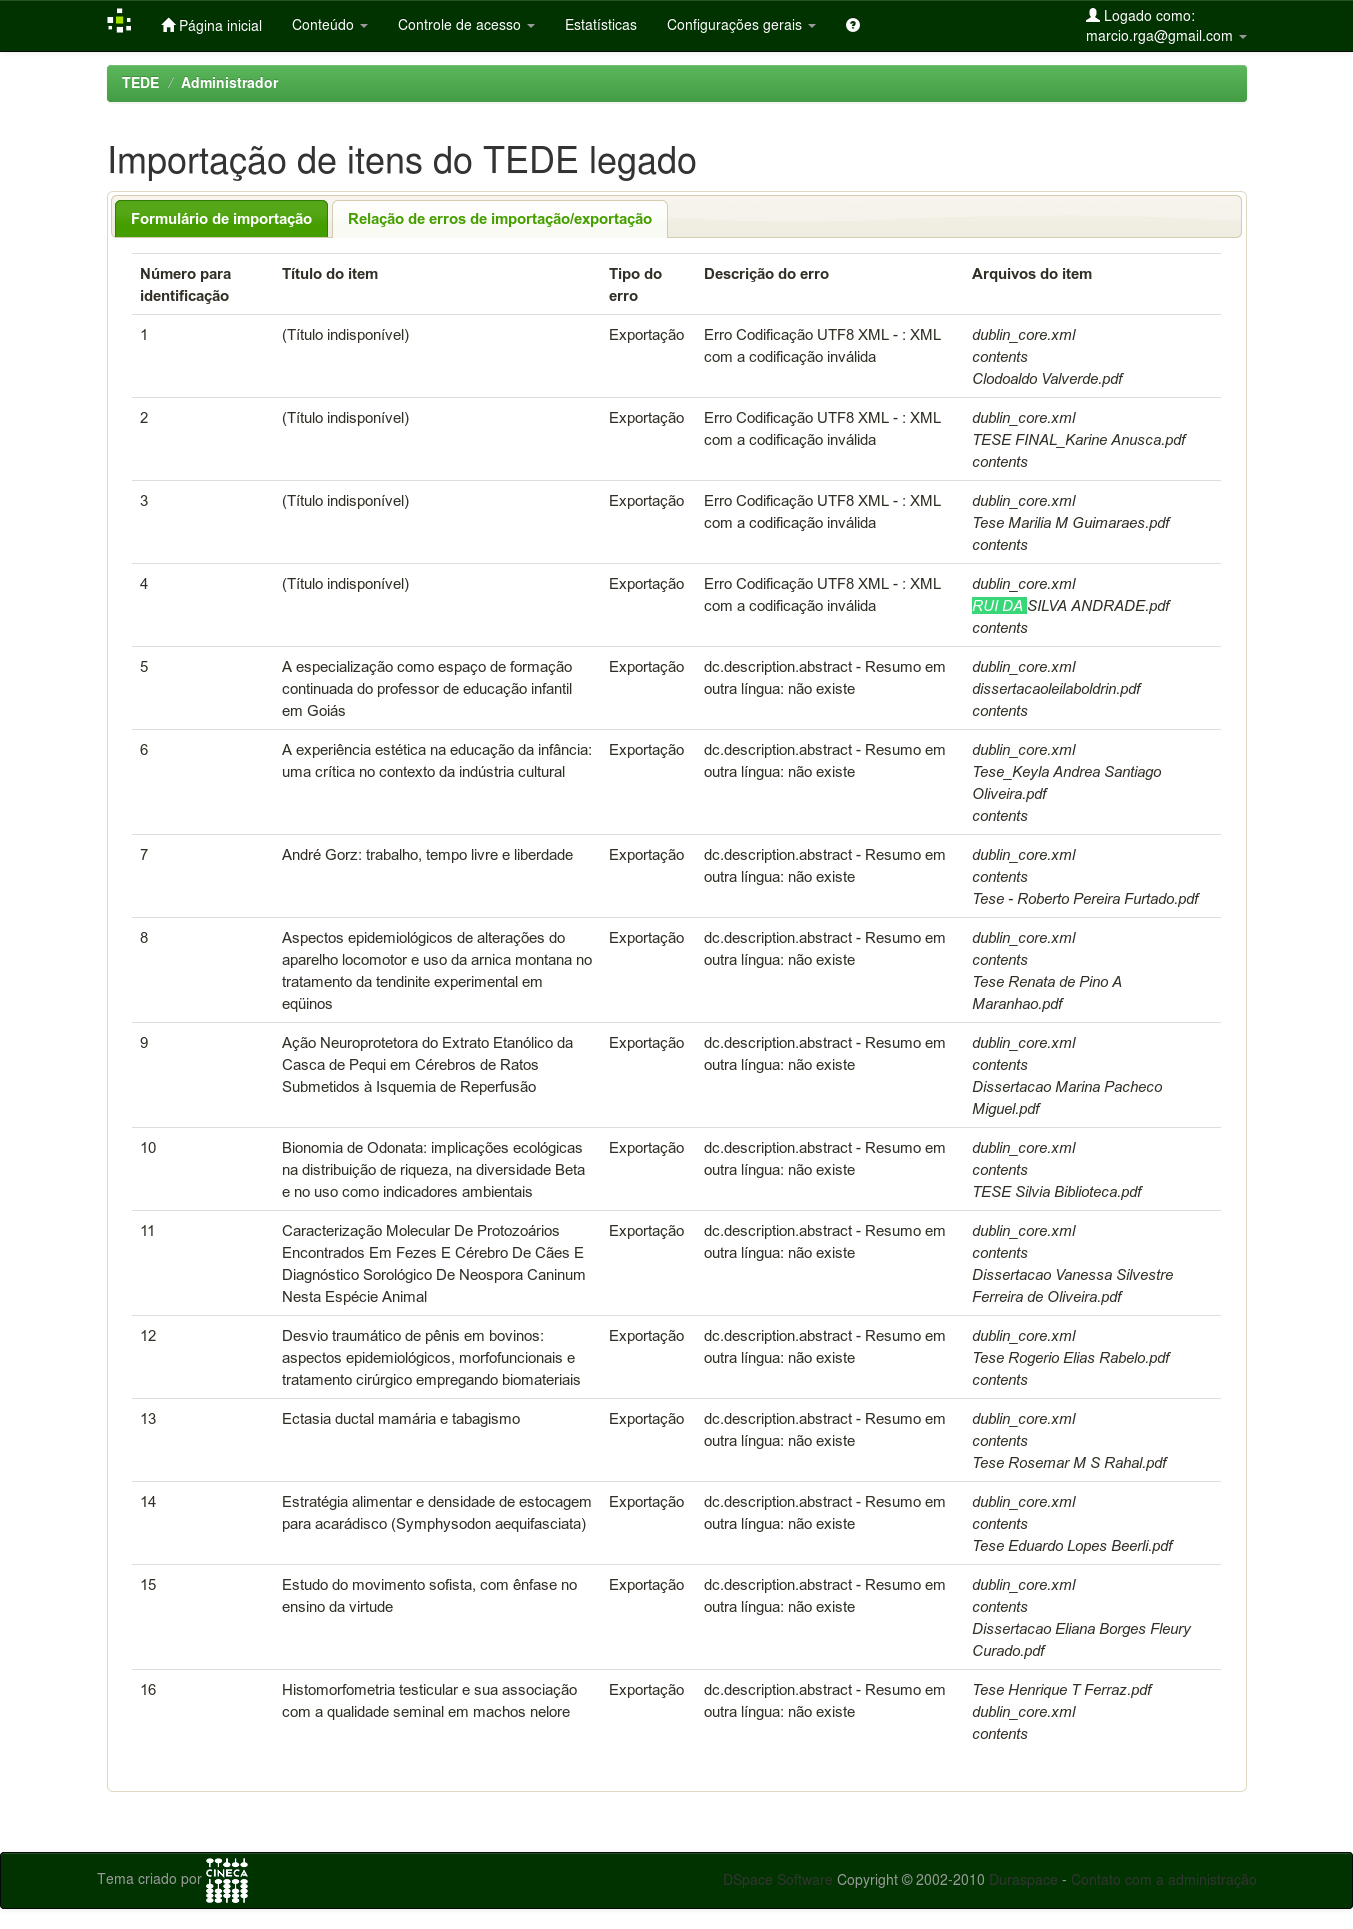 Página inicial Conteúdo Controle de acesso Estatísticas Configurações gerais
Logado como:
marcio.rga@gmail.com
TEDE / Administrador
Importação de itens do TEDE legado
Formulário de importação Relação de erros de importação/exportação
Número para identificação Título do item Tipo do erro Descrição do erro Arquivos do item
1 (Título indisponível) Exportação Erro Codificação UTF8 XML - : XML dublin_core.xml
com a codificação inválida contents
Clodoaldo Valverde.pdf
2 (Título indisponível) Exportação Erro Codificação UTF8 XML - : XML dublin_core.xml
com a codificação inválida TESE FINAL_Karine Anusca.pdf
contents
3 (Título indisponível) Exportação Erro Codificação UTF8 XML - : XML dublin_core.xml
com a codificação inválida Tese Marilia M Guimaraes.pdf
contents
4 (Título indisponível) Exportação Erro Codificação UTF8 XML - : XML dublin_core.xml
com a codificação inválida RUI DA SILVA ANDRADE.pdf
contents
5 A especialização como espaço de formação Exportação dc.description.abstract - Resumo em dublin_core.xml
continuada do professor de educação infantil outra língua: não existe dissertacaoleilaboldrin.pdf
em Goiás contents
6 A experiência estética na educação da infância: Exportação dc.description.abstract - Resumo em dublin_core.xml
uma crítica no contexto da indústria cultural outra língua: não existe Tese_Keyla Andrea Santiago
Oliveira.pdf
contents
7 André Gorz: trabalho, tempo livre e liberdade Exportação dc.description.abstract - Resumo em dublin_core.xml
outra língua: não existe contents
Tese - Roberto Pereira Furtado.pdf
8 Aspectos epidemiológicos de alterações do Exportação dc.description.abstract - Resumo em dublin_core.xml
aparelho locomotor e uso da arnica montana no outra língua: não existe contents
tratamento da tendinite experimental em Tese Renata de Pino A
eqüinos Maranhao.pdf
9 Ação Neuroprotetora do Extrato Etanólico da Exportação dc.description.abstract - Resumo em dublin_core.xml
Casca de Pequi em Cérebros de Ratos outra língua: não existe contents
Submetidos à Isquemia de Reperfusão Dissertacao Marina Pacheco
Miguel.pdf
10 Bionomia de Odonata: implicações ecológicas Exportação dc.description.abstract - Resumo em dublin_core.xml
na distribuição de riqueza, na diversidade Beta outra língua: não existe contents
e no uso como indicadores ambientais TESE Silvia Biblioteca.pdf
11 Caracterização Molecular De Protozoários Exportação dc.description.abstract - Resumo em dublin_core.xml
Encontrados Em Fezes E Cérebro De Cães E outra língua: não existe contents
Diagnóstico Sorológico De Neospora Caninum Dissertacao Vanessa Silvestre
Nesta Espécie Animal Ferreira de Oliveira.pdf
12 Desvio traumático de pênis em bovinos: Exportação dc.description.abstract - Resumo em dublin_core.xml
aspectos epidemiológicos, morfofuncionais e outra língua: não existe Tese Rogerio Elias Rabelo.pdf
tratamento cirúrgico empregando biomateriais contents
13 Ectasia ductal mamária e tabagismo Exportação dc.description.abstract - Resumo em dublin_core.xml
outra língua: não existe contents
Tese Rosemar M S Rahal.pdf
14 Estratégia alimentar e densidade de estocagem Exportação dc.description.abstract - Resumo em dublin_core.xml
para acarádisco (Symphysodon aequifasciata) outra língua: não existe contents
Tese Eduardo Lopes Beerli.pdf
15 Estudo do movimento sofista, com ênfase no Exportação dc.description.abstract - Resumo em dublin_core.xml
ensino da virtude outra língua: não existe contents
Dissertacao Eliana Borges Fleury
Curado.pdf
16 Histomorfometria testicular e sua associação Exportação dc.description.abstract - Resumo em Tese Henrique T Ferraz.pdf
com a qualidade seminal em machos nelore outra língua: não existe dublin_core.xml
contents
Tema criado por CINECA DSpace Software Copyright © 2002-2010 Duraspace - Contato com a administração